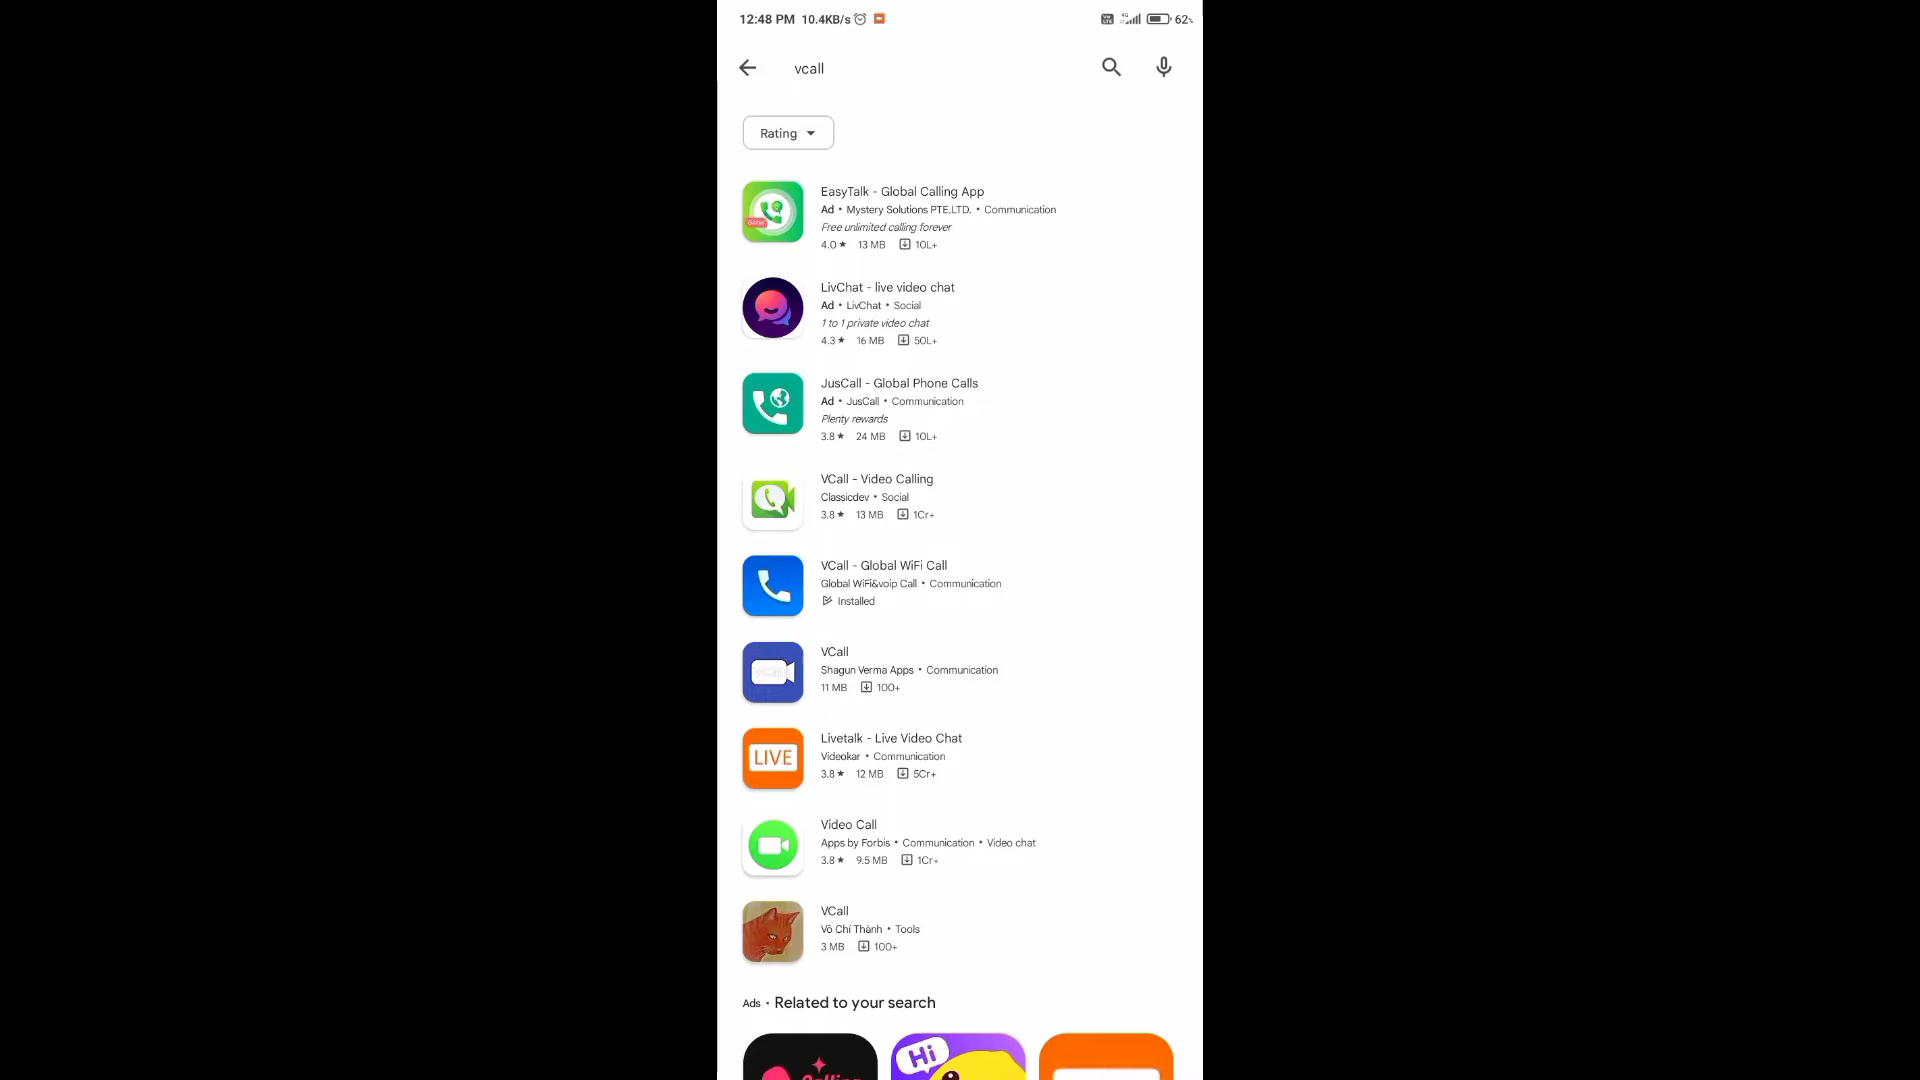 12:48 PM 10.4KB/s 4G 62%
vcall
Rating
EasyTalk - Global Calling App
Ad • Mystery Solutions PTE.LTD. • Communication
Free unlimited calling forever
4.0★ 13 MB 10L+
LivChat - live video chat
Ad • LivChat • Social
1 to 1 private video chat
4.3★ 16 MB 50L+
JusCall - Global Phone Calls
Ad • JusCall • Communication
Plenty rewards
3.8★ 24 MB 10L+
VCall - Video Calling
Classicdev • Social
3.8★ 13 MB 1Cr+
VCall - Global WiFi Call
Global WiFi&voip Call • Communication
Installed
VCall
Shagun Verma Apps • Communication
11 MB 100+
LIVE
Livetalk - Live Video Chat
Videokar • Communication
3.8★ 12 MB 5Cr+
Video Call
Apps by Forbis • Communication • Video chat
3.8★ 9.5 MB 1Cr+
VCall
Võ Chí Thành • Tools
3 MB 100+
Ads • Related to your search
Hi